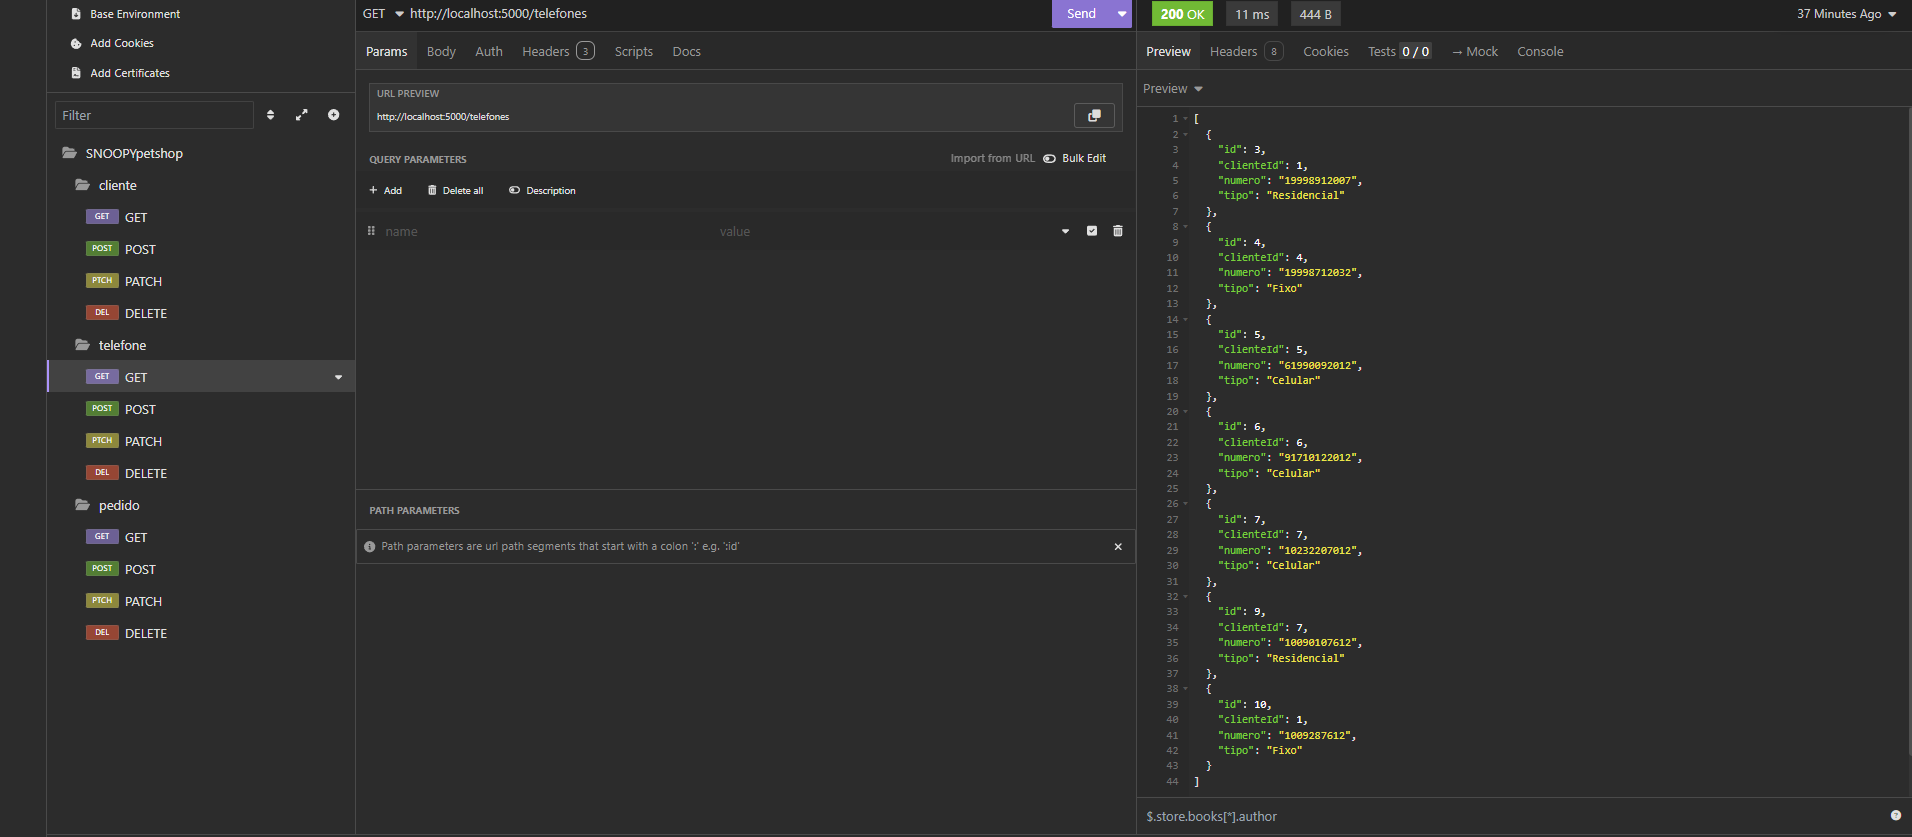 Base Environment
Add Cookies
Add Certificates
Filter
SNOOPYpetshop
cliente
GET GET
POST POST
PTCH PATCH
DEL DELETE
telefone
GET GET
POST POST
PTCH PATCH
DEL DELETE
pedido
GET GET
POST POST
PTCH PATCH
DEL DELETE
GET http://localhost:5000/telefones Send
Params Body Auth Headers 3 Scripts Docs
URL PREVIEW
http://localhost:5000/telefones
QUERY PARAMETERS Import from URL Bulk Edit
+ Add Delete all Description
name value
PATH PARAMETERS
Path parameters are url path segments that start with a colon ':' e.g. ':id'
200 OK 11 ms 444 B 37 Minutes Ago
Preview Headers 8 Cookies Tests 0 / 0 → Mock Console
Preview
1 [
2 {
3 "id": 3,
4 "clienteId": 1,
5 "numero": "19998912007",
6 "tipo": "Residencial"
7 },
8 {
9 "id": 4,
10 "clienteId": 4,
11 "numero": "19998712032",
12 "tipo": "Fixo"
13 },
14 {
15 "id": 5,
16 "clienteId": 5,
17 "numero": "61990092012",
18 "tipo": "Celular"
19 },
20 {
21 "id": 6,
22 "clienteId": 6,
23 "numero": "91710122012",
24 "tipo": "Celular"
25 },
26 {
27 "id": 7,
28 "clienteId": 7,
29 "numero": "10232207012",
30 "tipo": "Celular"
31 },
32 {
33 "id": 9,
34 "clienteId": 7,
35 "numero": "10090107612",
36 "tipo": "Residencial"
37 },
38 {
39 "id": 10,
40 "clienteId": 1,
41 "numero": "1009287612",
42 "tipo": "Fixo"
43 }
44 ]
$.store.books[*].author